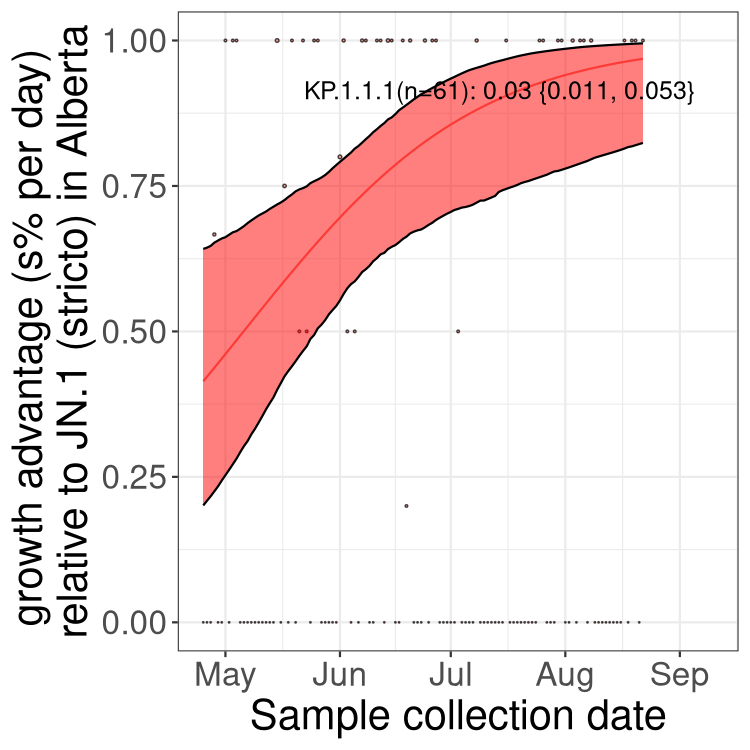 growth advantage (s% per day)
relative to JN.1 (stricto) in Alberta
1.00
0.75
0.50
0.25
0.00
KP.1.1.1(n=61): 0.03 {0.011, 0.053}
May Jun Jul Aug Sep
Sample collection date